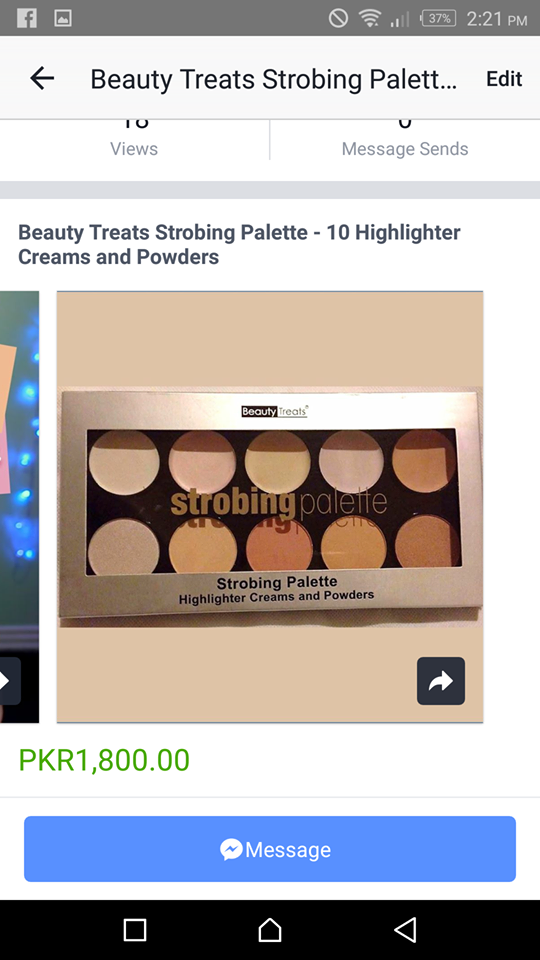 37% 2:21 PM
Beauty Treats Strobing Palett... Edit
18 0
Views Message Sends
Beauty Treats Strobing Palette - 10 Highlighter
Creams and Powders
Beauty Treats®
strobing palette
Strobing Palette
Highlighter Creams and Powders
PKR1,800.00
Message